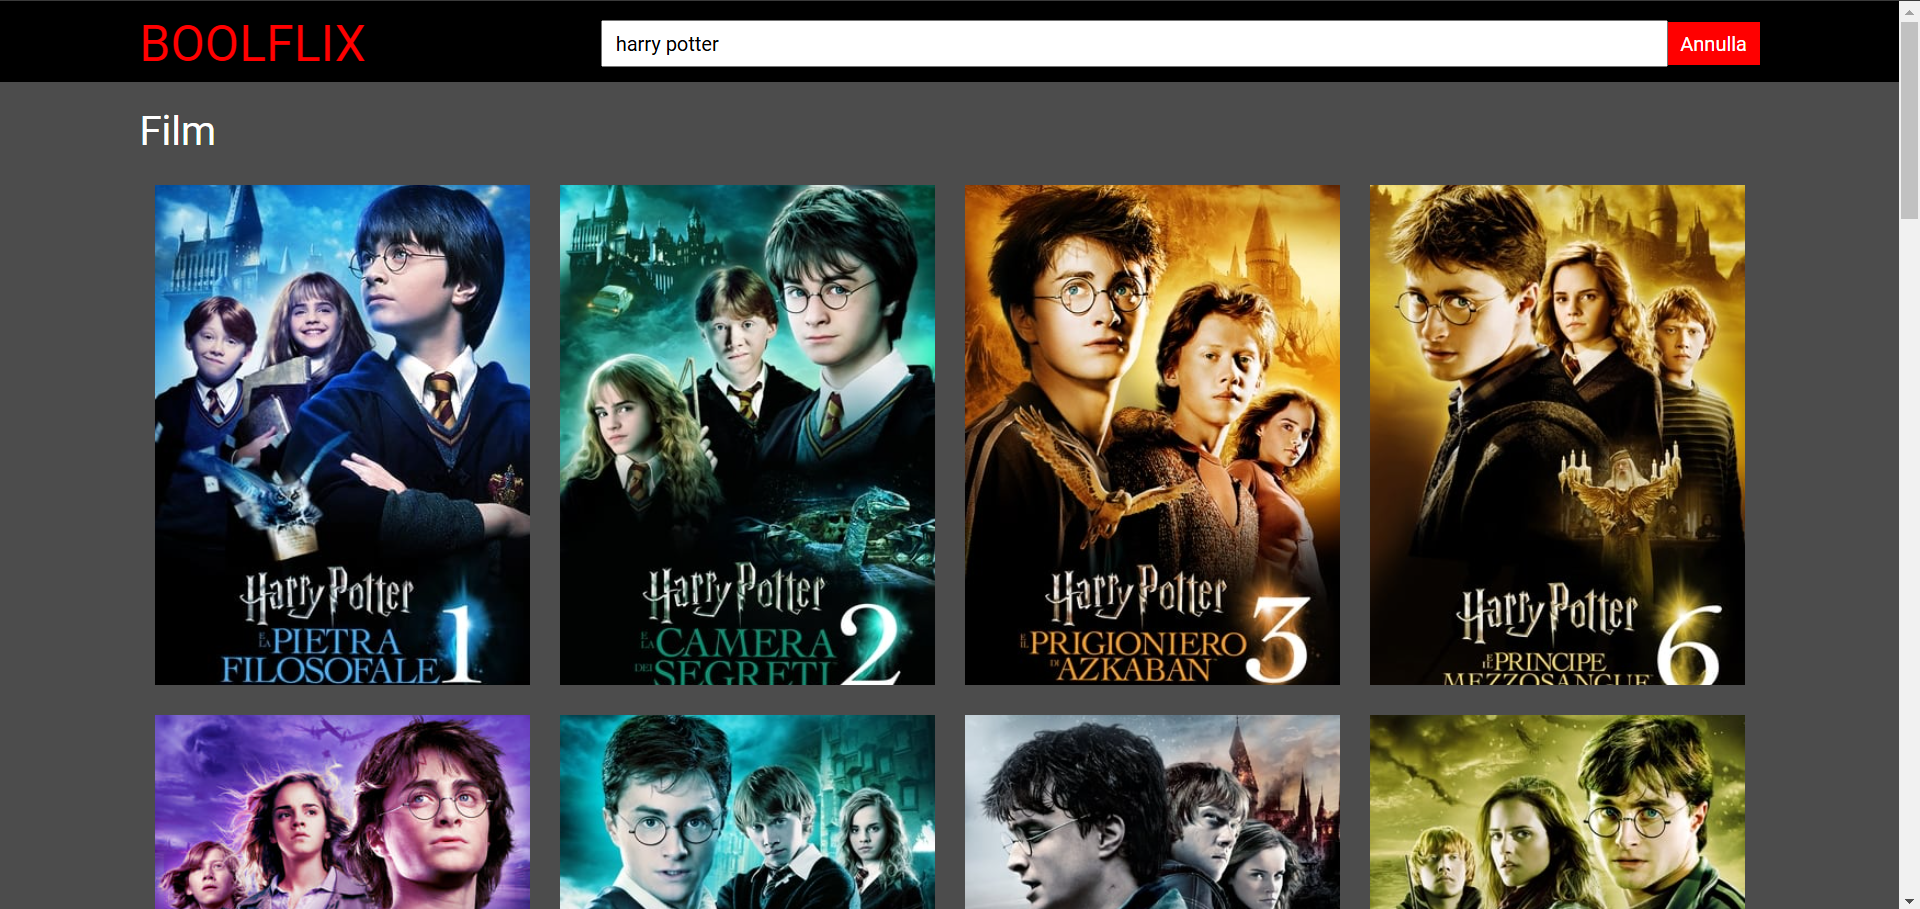 BOOLFLIX
harry potter
Annulla
Film
Harry Potter
E LA PIETRA
FILOSOFALE 1
Harry Potter
E LA CAMERA
DEI SEGRETI 2
Harry Potter
E IL PRIGIONIERO
DI AZKABAN 3
Harry Potter
E IL PRINCIPE
MEZZOSANGUE 6